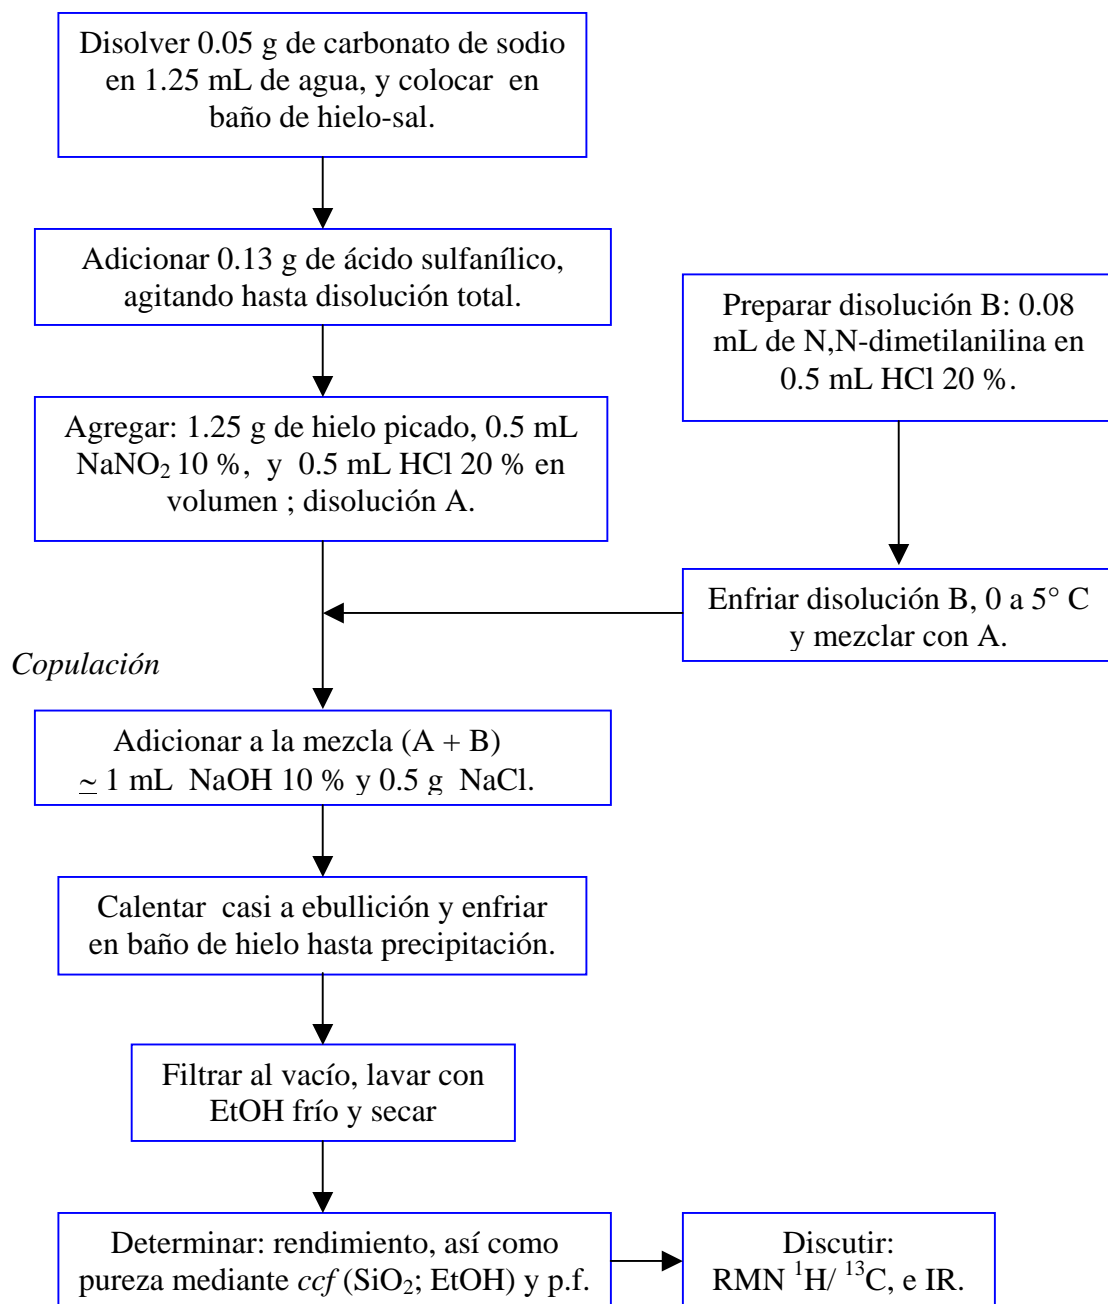 Disolver 0.05 g de carbonato de sodio
en 1.25 mL de agua, y colocar en
baño de hielo-sal.
Adicionar 0.13 g de ácido sulfanílico,
agitando hasta disolución total.
Preparar disolución B: 0.08
mL de N,N-dimetilanilina en
0.5 mL HCl 20 %.
Agregar: 1.25 g de hielo picado, 0.5 mL
NaNO₂ 10 %, y 0.5 mL HCl 20 % en
volumen ; disolución A.
Enfriar disolución B, 0 a 5° C
y mezclar con A.
Copulación
Adicionar a la mezcla (A + B)
≃ 1 mL NaOH 10 % y 0.5 g NaCl.
Calentar casi a ebullición y enfriar
en baño de hielo hasta precipitación.
Filtrar al vacío, lavar con
EtOH frío y secar
Determinar: rendimiento, así como
pureza mediante ccf (SiO₂; EtOH) y p.f.
Discutir:
RMN ¹H/ ¹³C, e IR.